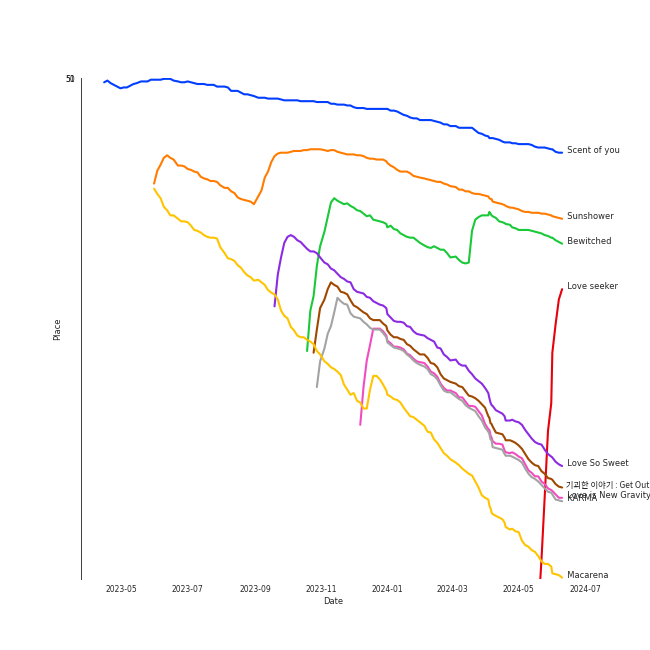 Scent of you
Sunshower
Bewitched
Love seeker
Love So Sweet
기괴한 이야기 : Get Out
Love is New Gravity
KARMA
Macarena
Place
2023-05
2023-07
2023-09
2023-11
2024-01
2024-03
2024-05
2024-07
Date